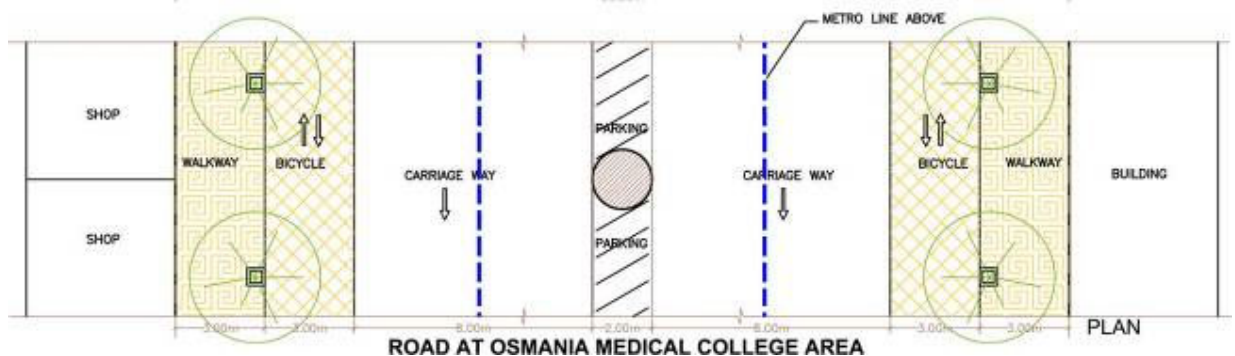 METRO LINE ABOVE
SHOP
PARKING
WALKWAY
BICYCLE
CARRIAGE WAY
CARRIAGE WAY
BICYCLE
WALKWAY
BUILDING
SHOP
PARKING
3.00m
3.00m
8.00m
2.00m
8.00m
3.00m
3.00m
PLAN
ROAD AT OSMANIA MEDICAL COLLEGE AREA